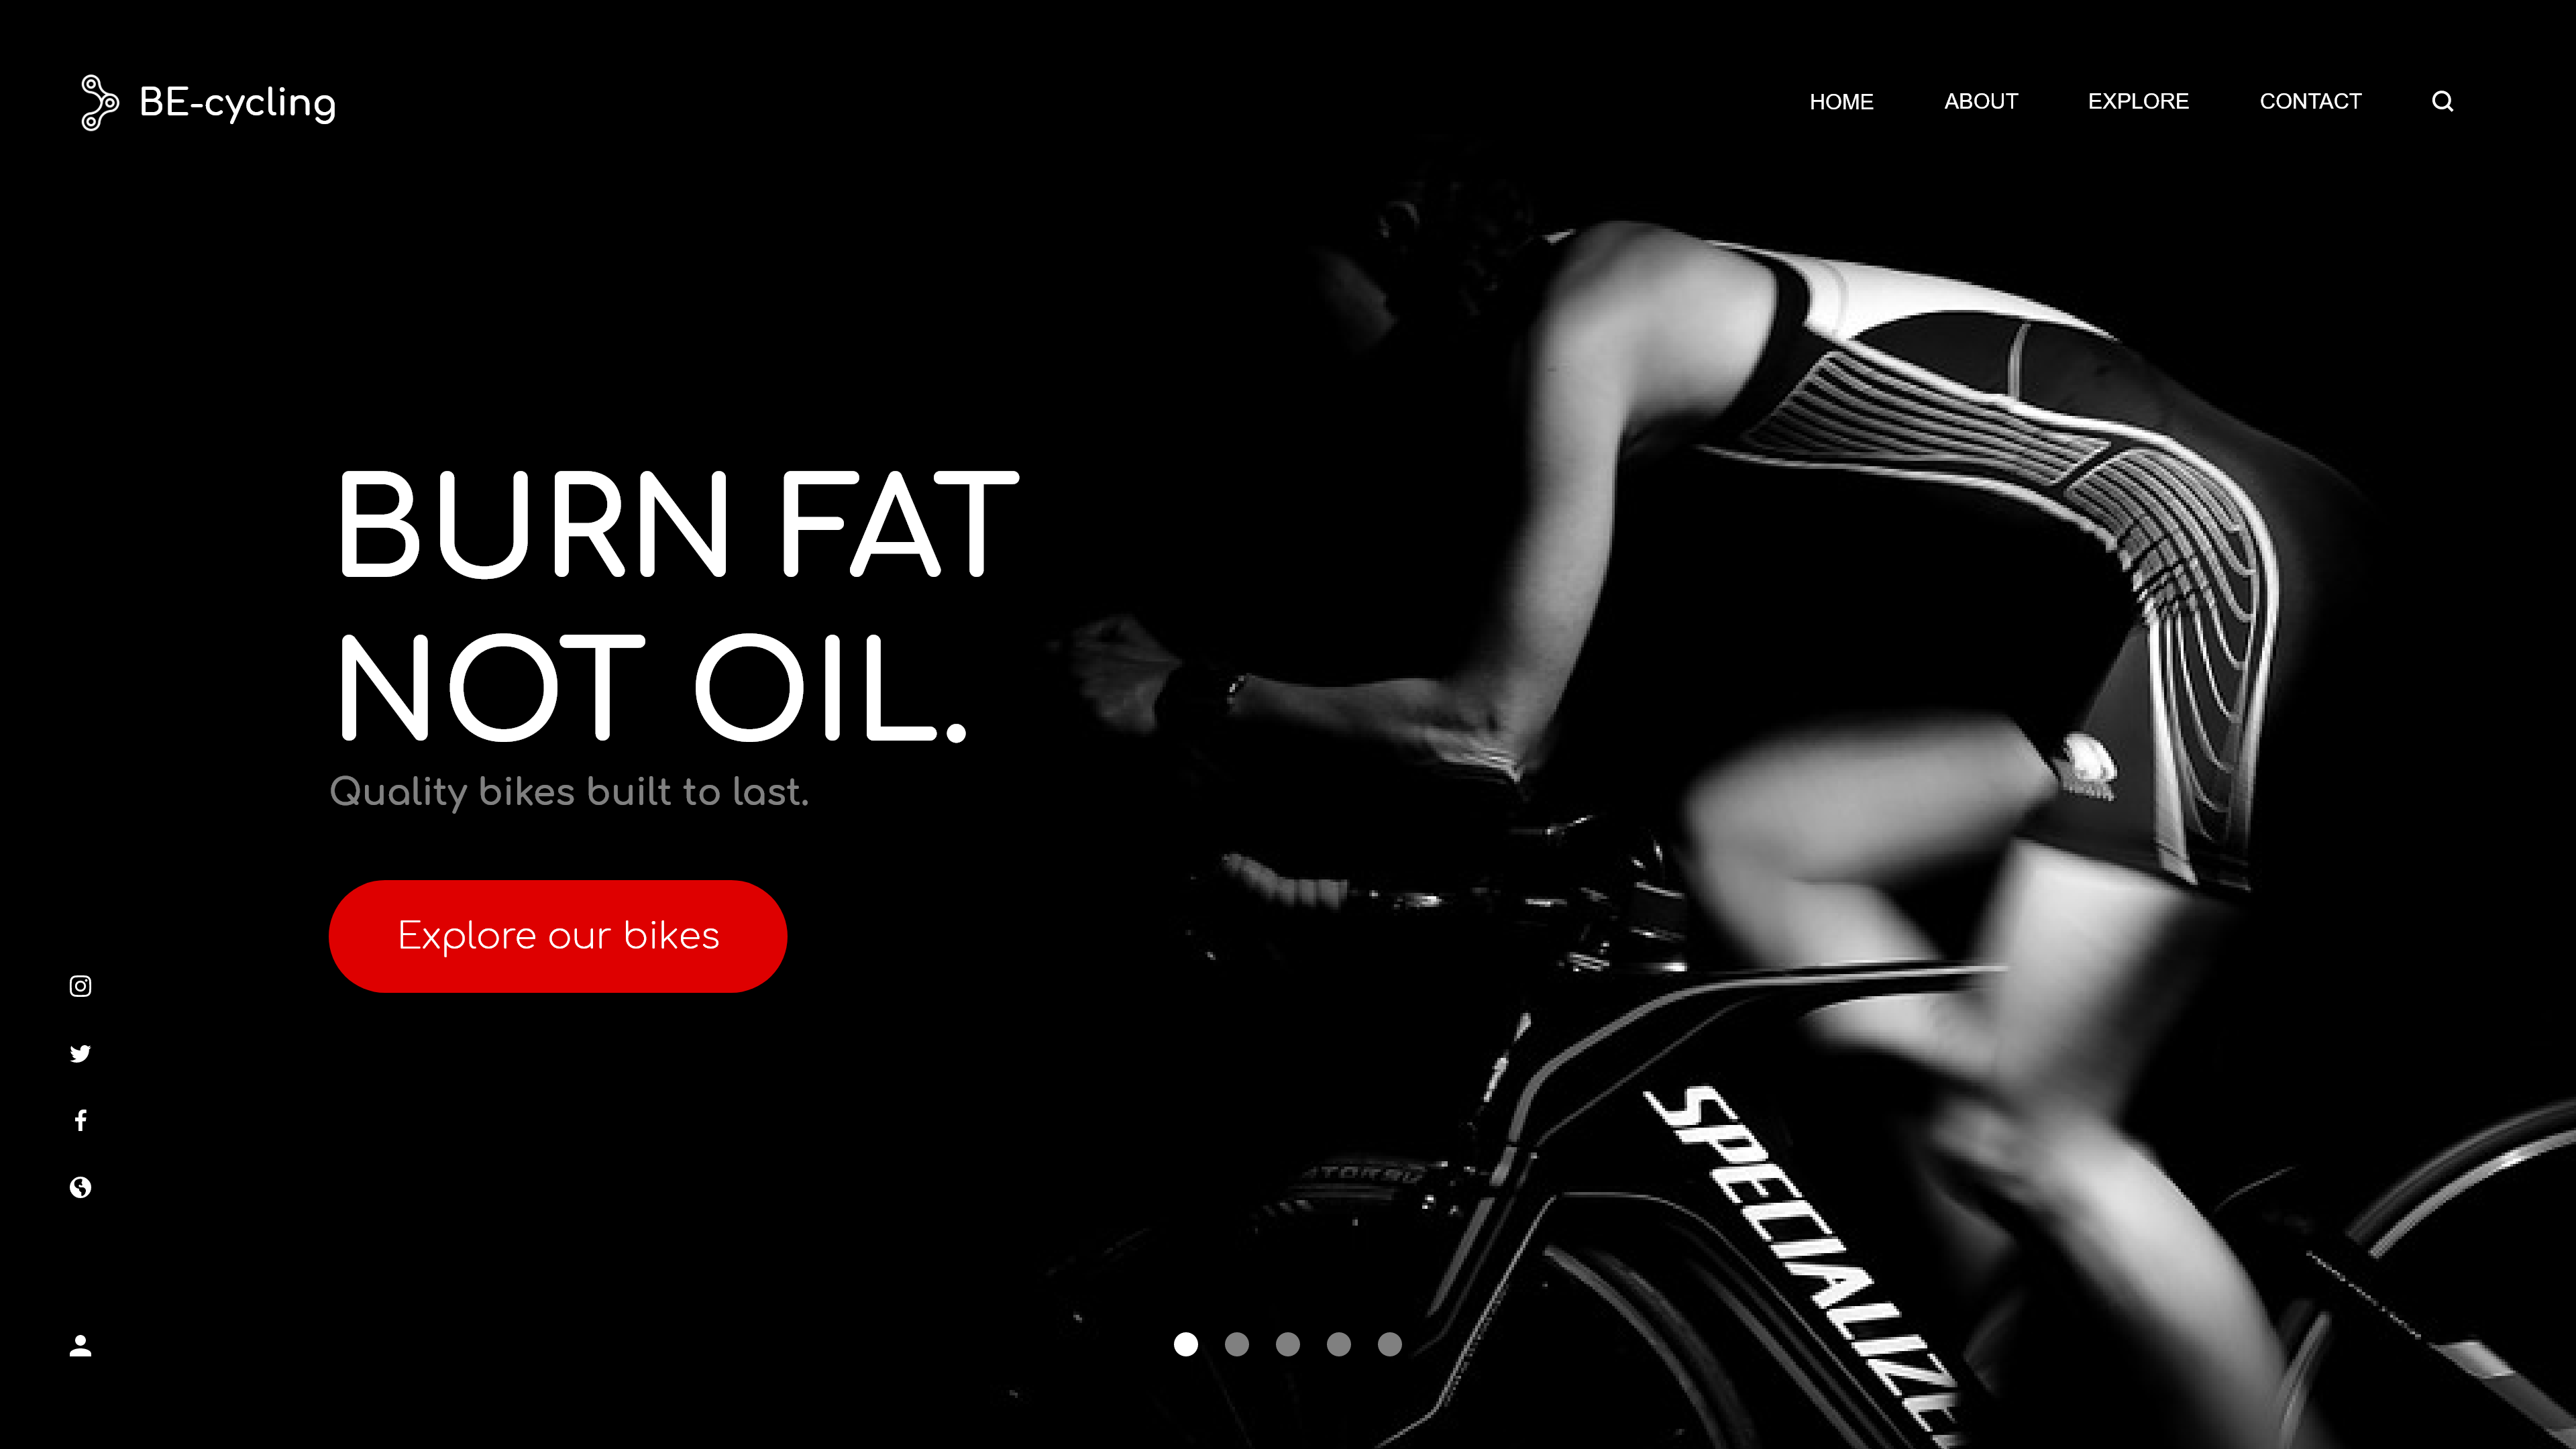 BE-cycling
HOME ABOUT EXPLORE CONTACT
BURN FAT
NOT OIL.
Quality bikes built to last.
Explore our bikes
SPECIALIZE